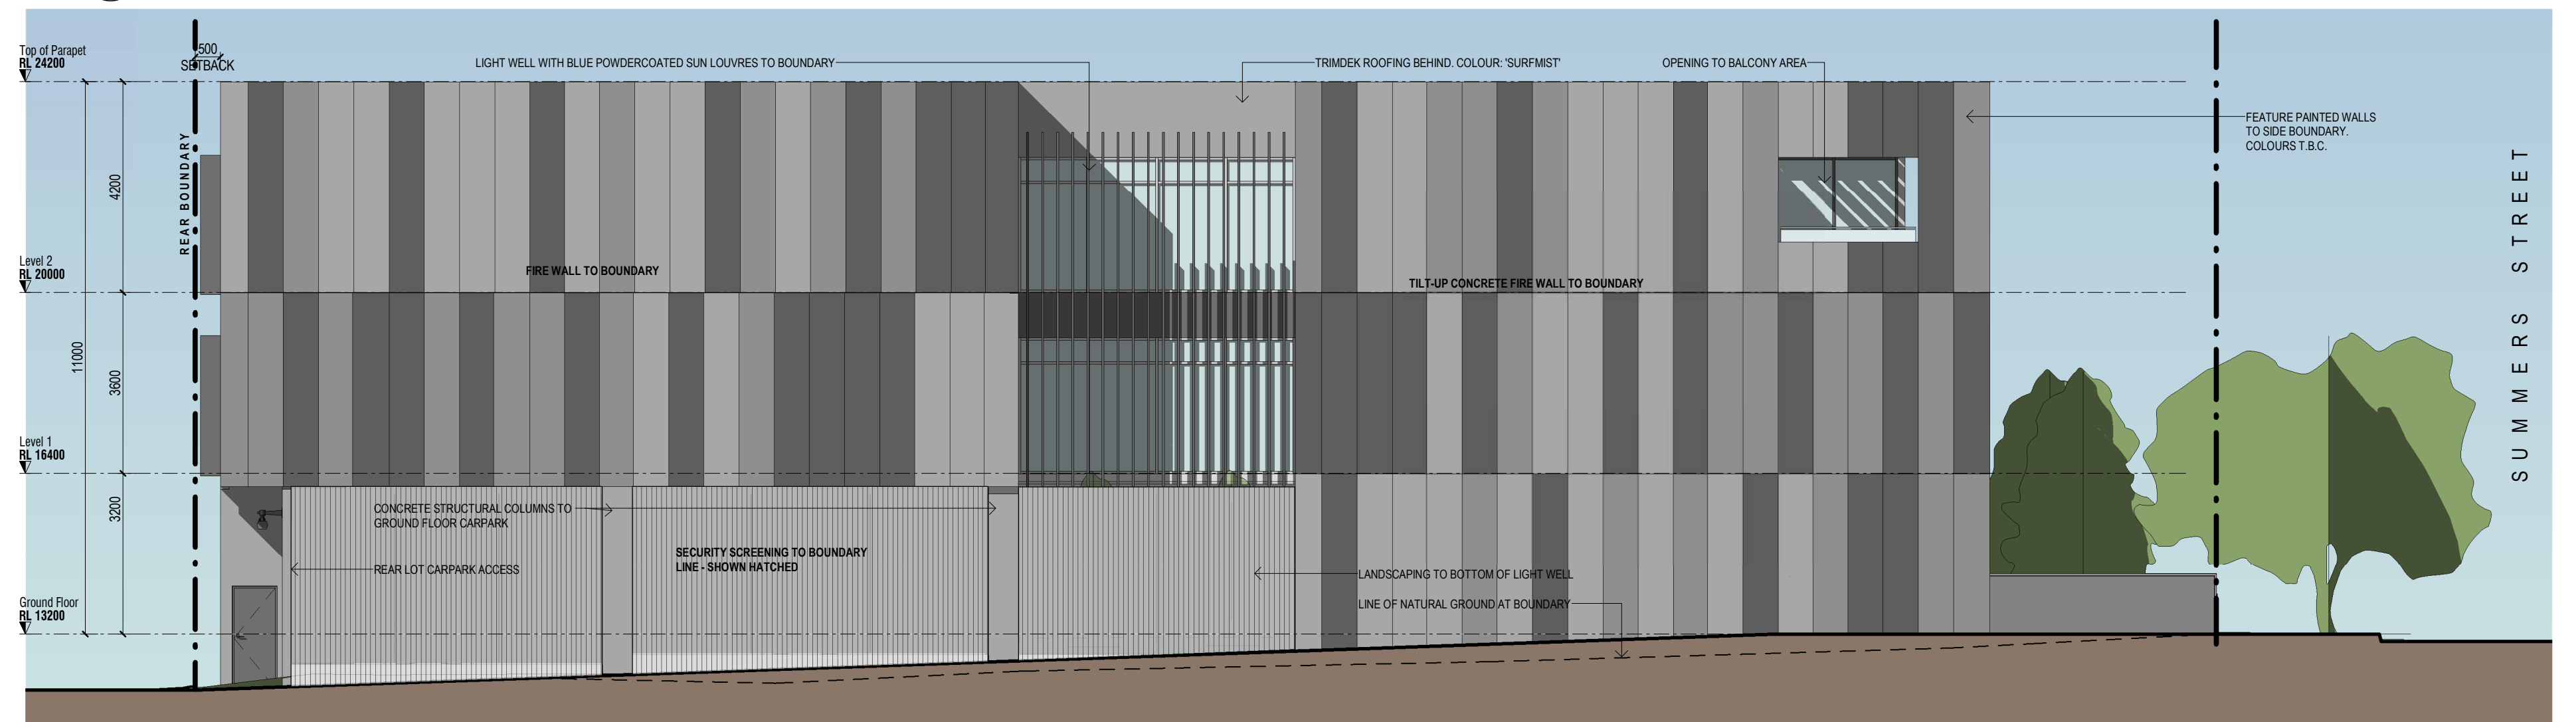 Top of Parapet
RL 24200
500
SETBACK
LIGHT WELL WITH BLUE POWDERCOATED SUN LOUVRES TO BOUNDARY
TRIMDEK ROOFING BEHIND. COLOUR: 'SURFMIST'
OPENING TO BALCONY AREA
FEATURE PAINTED WALLS
TO SIDE BOUNDARY.
COLOURS T.B.C.
REAR BOUNDARY
SUMMERS STREET
4200
Level 2
RL 20000
FIRE WALL TO BOUNDARY
TILT-UP CONCRETE FIRE WALL TO BOUNDARY
11000
3600
Level 1
RL 16400
3200
CONCRETE STRUCTURAL COLUMNS TO
GROUND FLOOR CARPARK
SECURITY SCREENING TO BOUNDARY
LINE - SHOWN HATCHED
REAR LOT CARPARK ACCESS
LANDSCAPING TO BOTTOM OF LIGHT WELL
LINE OF NATURAL GROUND AT BOUNDARY
Ground Floor
RL 13200